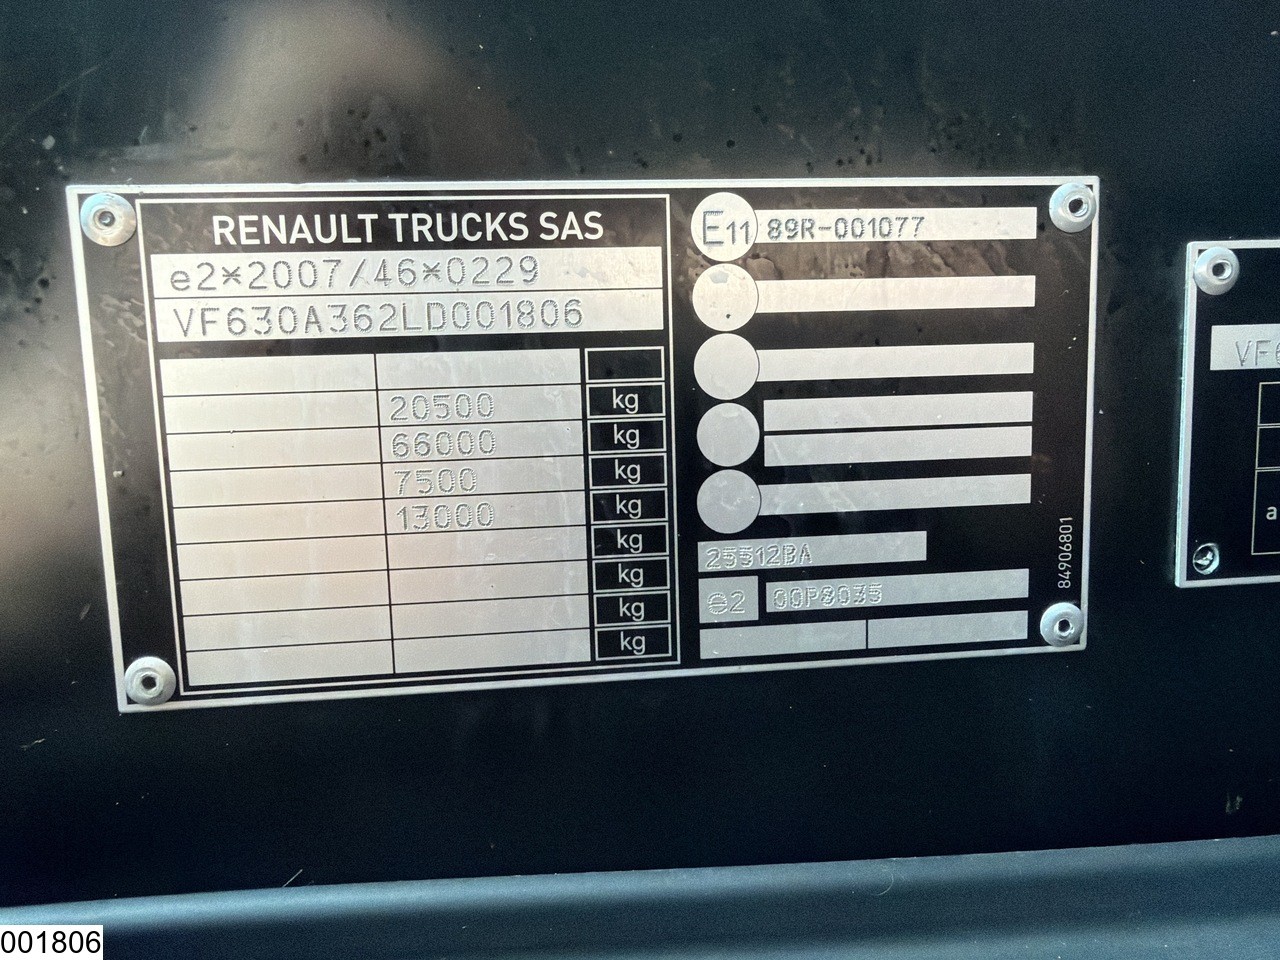 RENAULT TRUCKS SAS
e2*2007/46*0229
VF630A362LD001806
20500 kg
66000 kg
7500 kg
13000 kg
kg
kg
kg
kg
E11 89R-001077
25512BA
e2 00P8035
84906801
VF6
a
001806